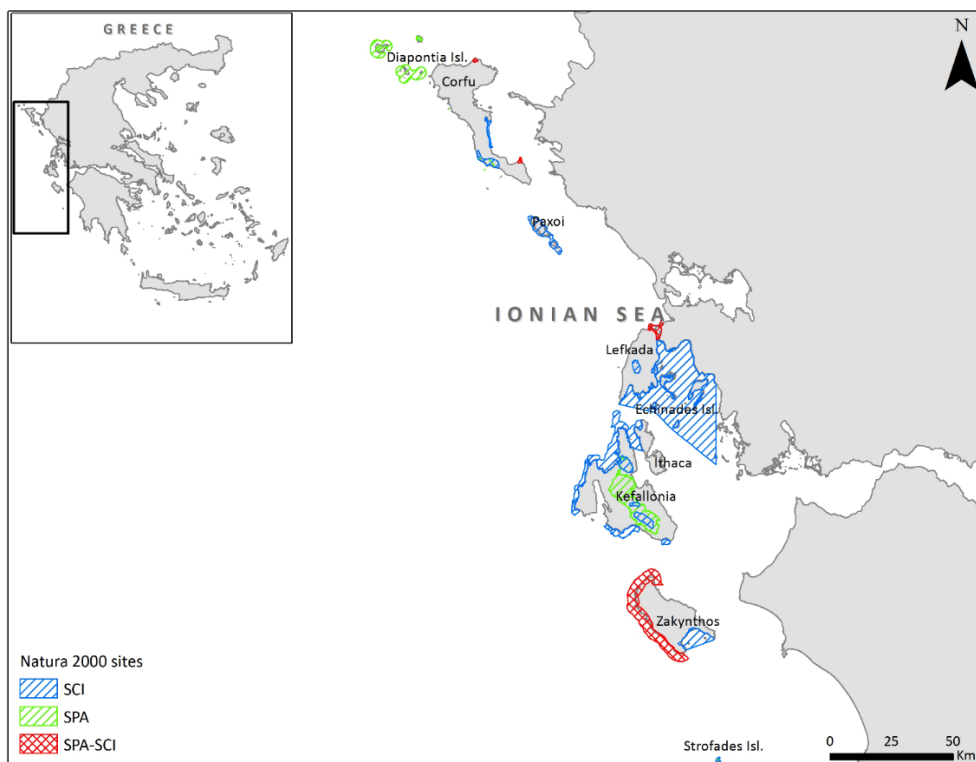 GREECE
N
Diapontia Isl.
Corfu
Paxoi
IONIAN SEA
Lefkada
Echinades Isl.
Ithaca
Kefallonia
Zakynthos
Natura 2000 sites
SCI
SPA
SPA-SCI
Strofades Isl.
0 25 50
Km